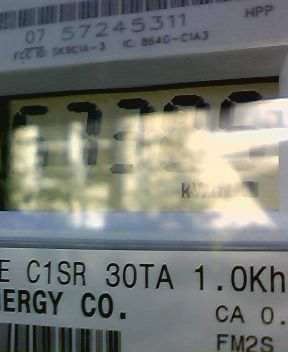 HPP
07 57245311
FCC ID: SK9C1A-3 IC: 864G-C1A3
kWh
E C1SR 30TA 1.0Kh
ERGY CO.
CA 0.
FM2S